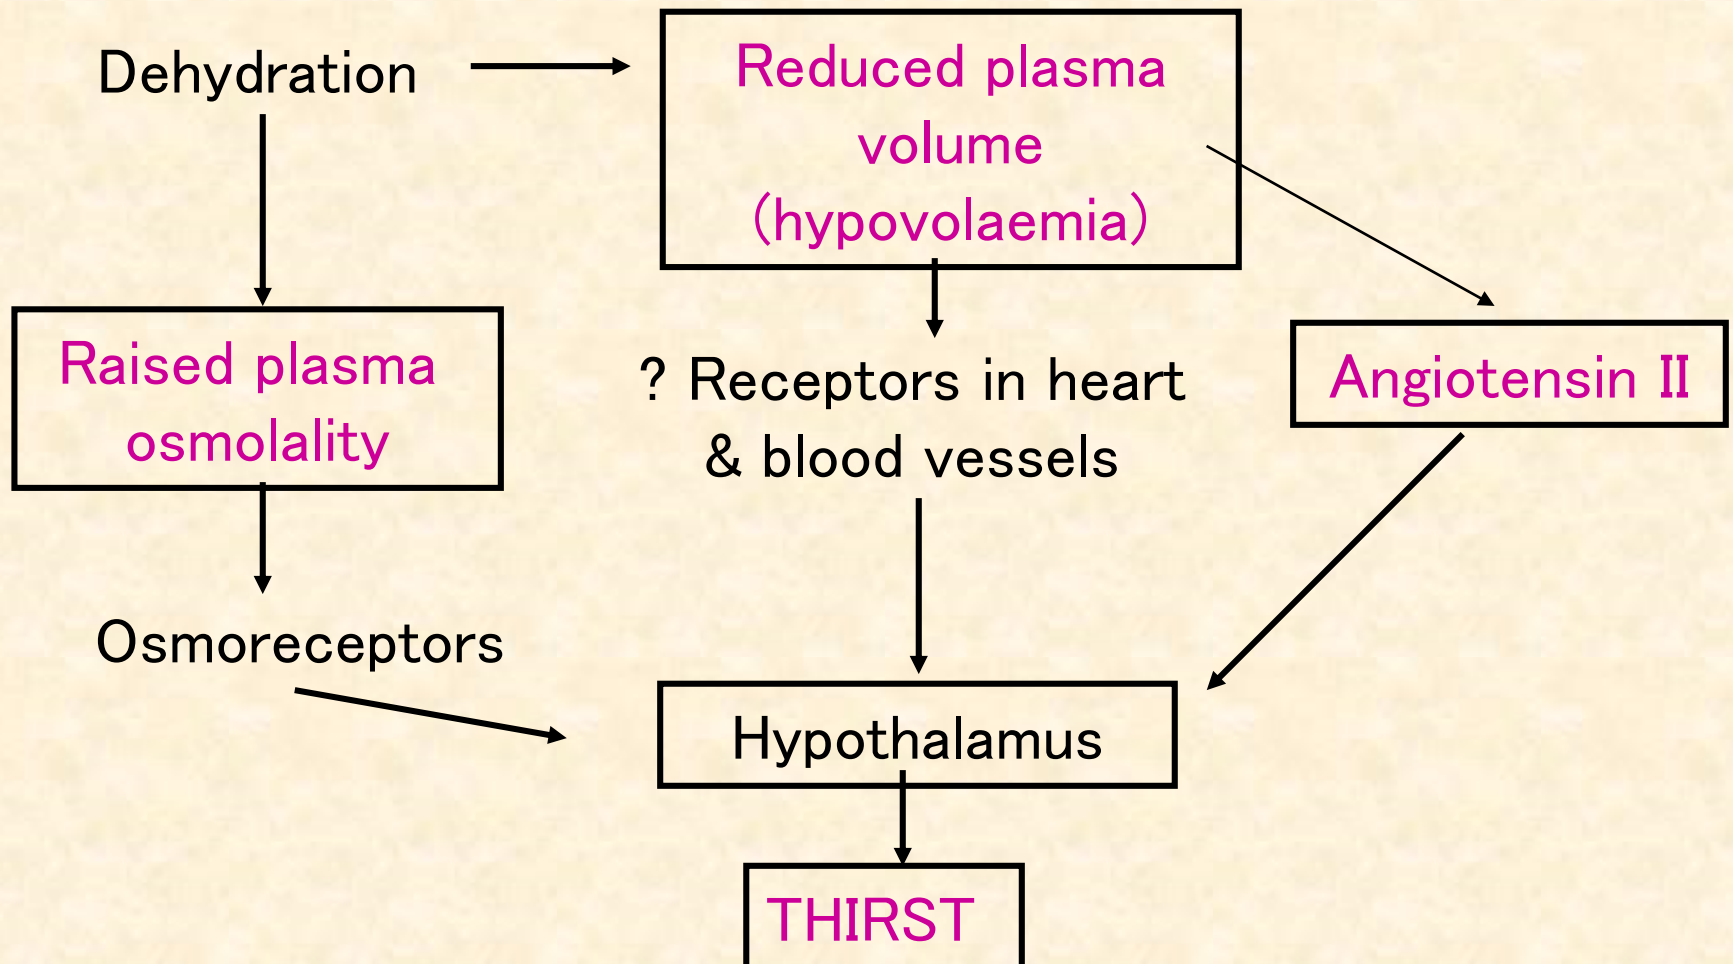 Dehydration
Reduced plasma
volume
(hypovolaemia)
Raised plasma
osmolality
? Receptors in heart
& blood vessels
Angiotensin II
Osmoreceptors
Hypothalamus
THIRST